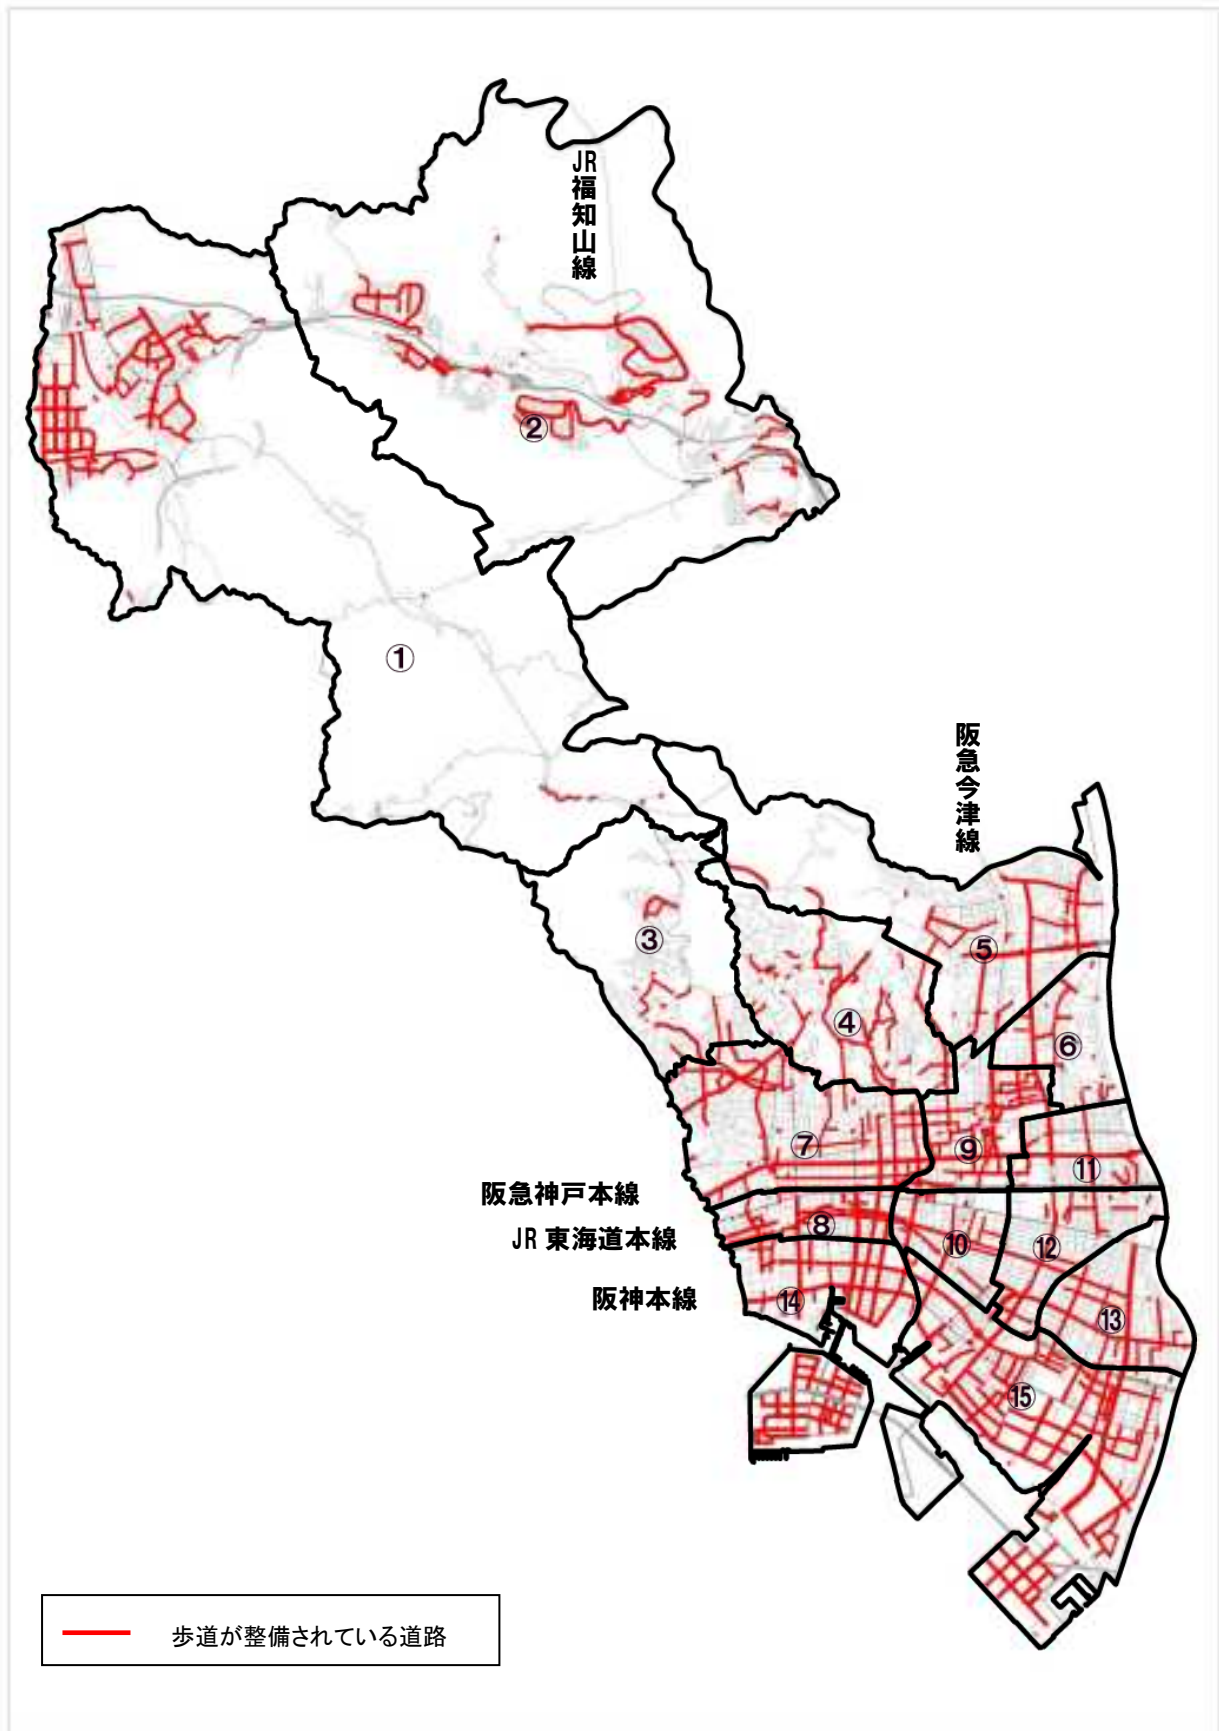 JR福知山線
②
①
阪急今津線
③
⑤
④
⑥
⑦
⑨
⑪
阪急神戸本線
⑧
JR 東海道本線
⑩
⑫
阪神本線
⑭
⑬
⑮
歩道が整備されている道路